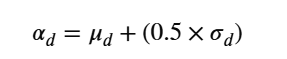 α_d = μ_d + (0.5 × σ_d)